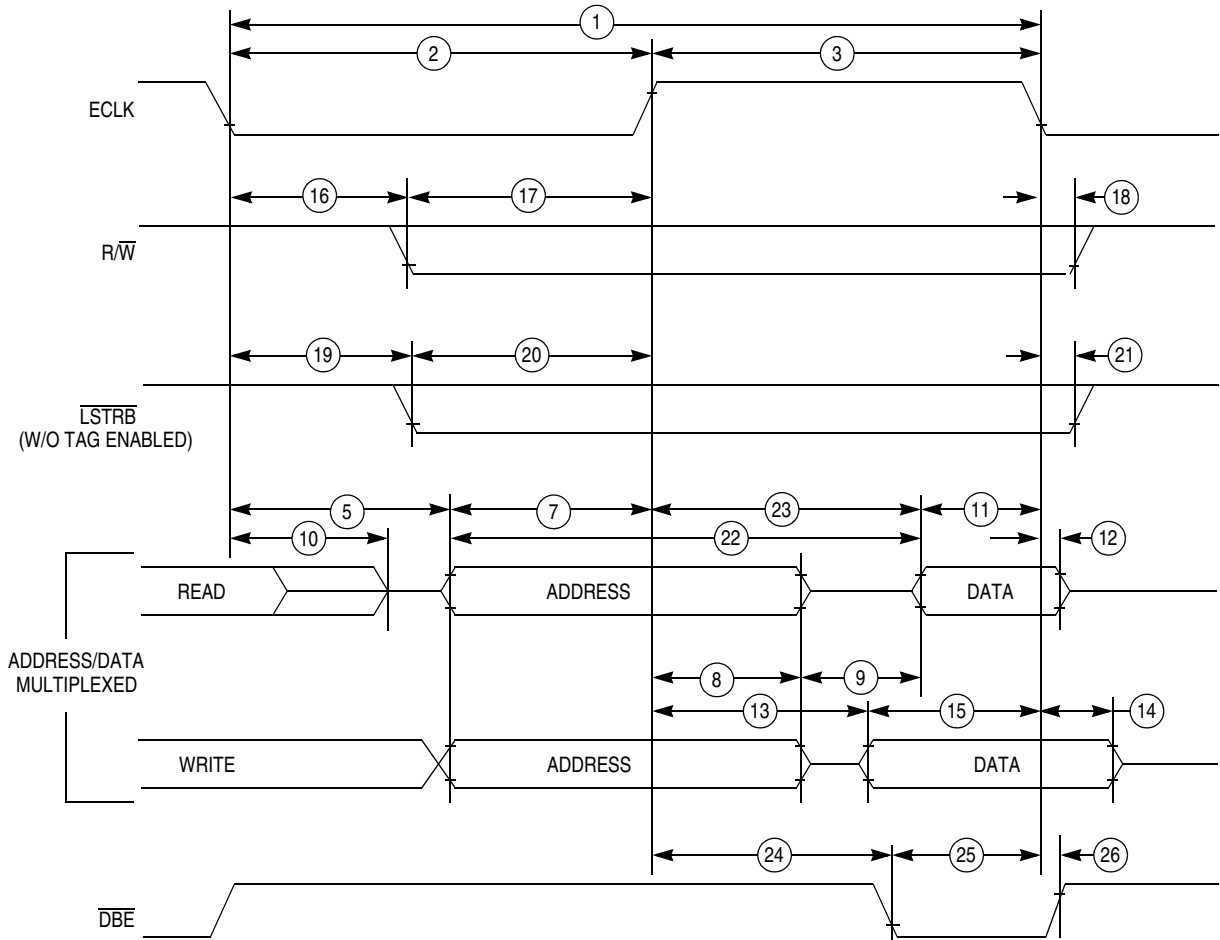 1
2
3
ECLK
16
17
18
R/W
19
20
21
LSTRB
(W/O TAG ENABLED)
5
7
23
11
10
22
12
READ
ADDRESS
DATA
ADDRESS/DATA
MULTIPLEXED
8
9
13
15
14
WRITE
ADDRESS
DATA
24
25
26
DBE